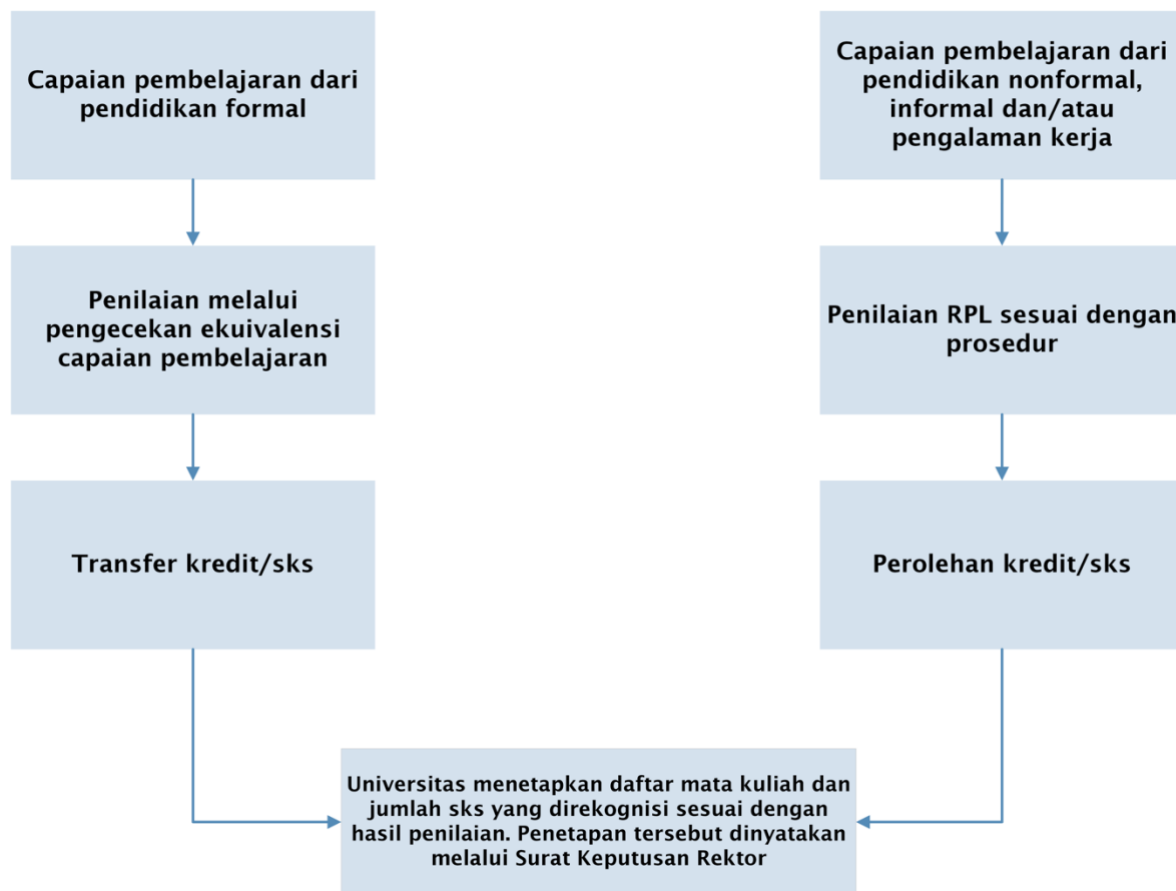 Capaian pembelajaran dari
pendidikan formal
Capaian pembelajaran dari
pendidikan nonformal,
informal dan/atau
pengalaman kerja
Penilaian melalui
pengecekan ekuivalensi
capaian pembelajaran
Penilaian RPL sesuai dengan
prosedur
Transfer kredit/sks
Perolehan kredit/sks
Universitas menetapkan daftar mata kuliah dan
jumlah sks yang direkognisi sesuai dengan
hasil penilaian. Penetapan tersebut dinyatakan
melalui Surat Keputusan Rektor